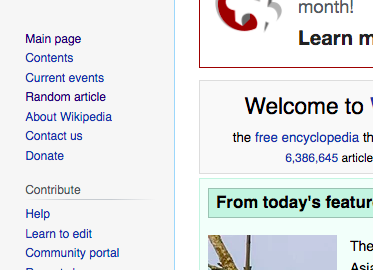 month!
Learn m
Main page
Contents
Current events
Random article
About Wikipedia
Contact us
Donate
Contribute
Help
Learn to edit
Community portal
Welcome to
the free encyclopedia th
6,386,645 article
From today's featur
The
Asia